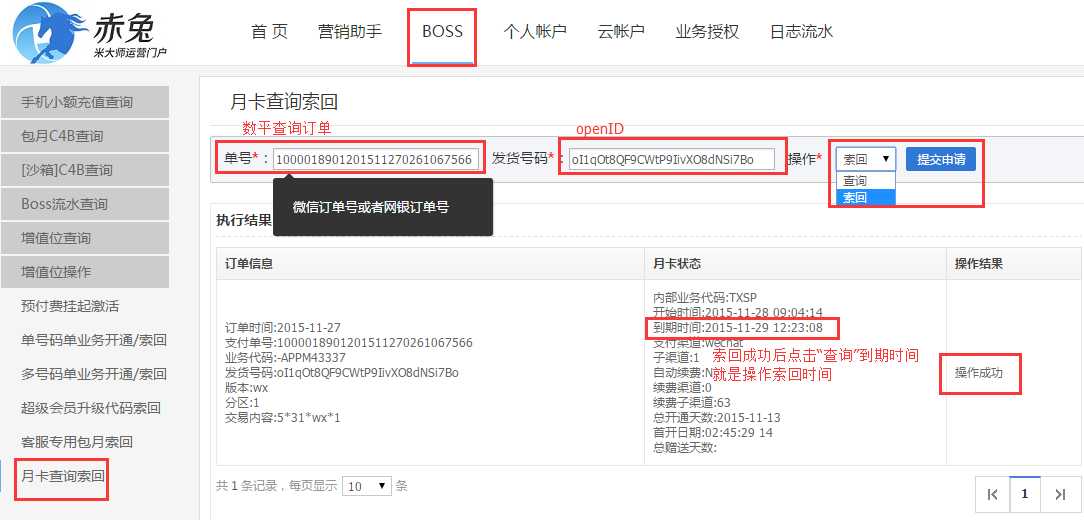 赤兔
米大师运营门户
首 页
营销助手
BOSS
个人帐户
云帐户
业务授权
日志流水
手机小额充值查询
包月C4B查询
[沙箱]C4B查询
Boss流水查询
增值位查询
增值位操作
预付费挂起激活
单号码单业务开通/索回
多号码单业务开通/索回
超级会员升级代码索回
客服专用包月索回
月卡查询索回
月卡查询索回
数平查询订单
openID
单号*：
1000018901201511270261067566
发货号码*：
oI1qOt8QF9CWtP9IivXO8dNSi7Bo
操作*
索回
提交申请
查询
索回
微信订单号或者网银订单号
执行结果
订单信息
月卡状态
操作结果
订单时间:2015-11-27
支付单号:1000018901201511270261067566
业务代码:-APPM43337
发货号码:oI1qOt8QF9CWtP9IivXO8dNSi7Bo
版本:wx
分区:1
交易内容:5*31*wx*1
内部业务代码:TXSP
开始时间:2015-11-28 09:04:14
到期时间:2015-11-29 12:23:08
支付渠道:wechat
子渠道:1
自动续费:N
续费渠道:0
续费子渠道:63
总开通天数:2015-11-13
首开日期:02:45:29 14
总赠送天数:
索回成功后点击“查询”到期时间
就是操作索回时间
操作成功
共 1 条记录，每页显示 10 条
1